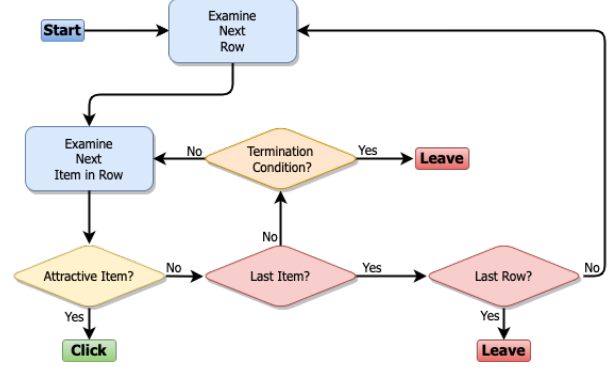 Start
Examine
Next
Row
Examine
Next
Item in Row
No
Termination
Condition?
Yes
Leave
No
Attractive Item?
No
Last Item?
Yes
Last Row?
No
Yes
Click
Yes
Leave